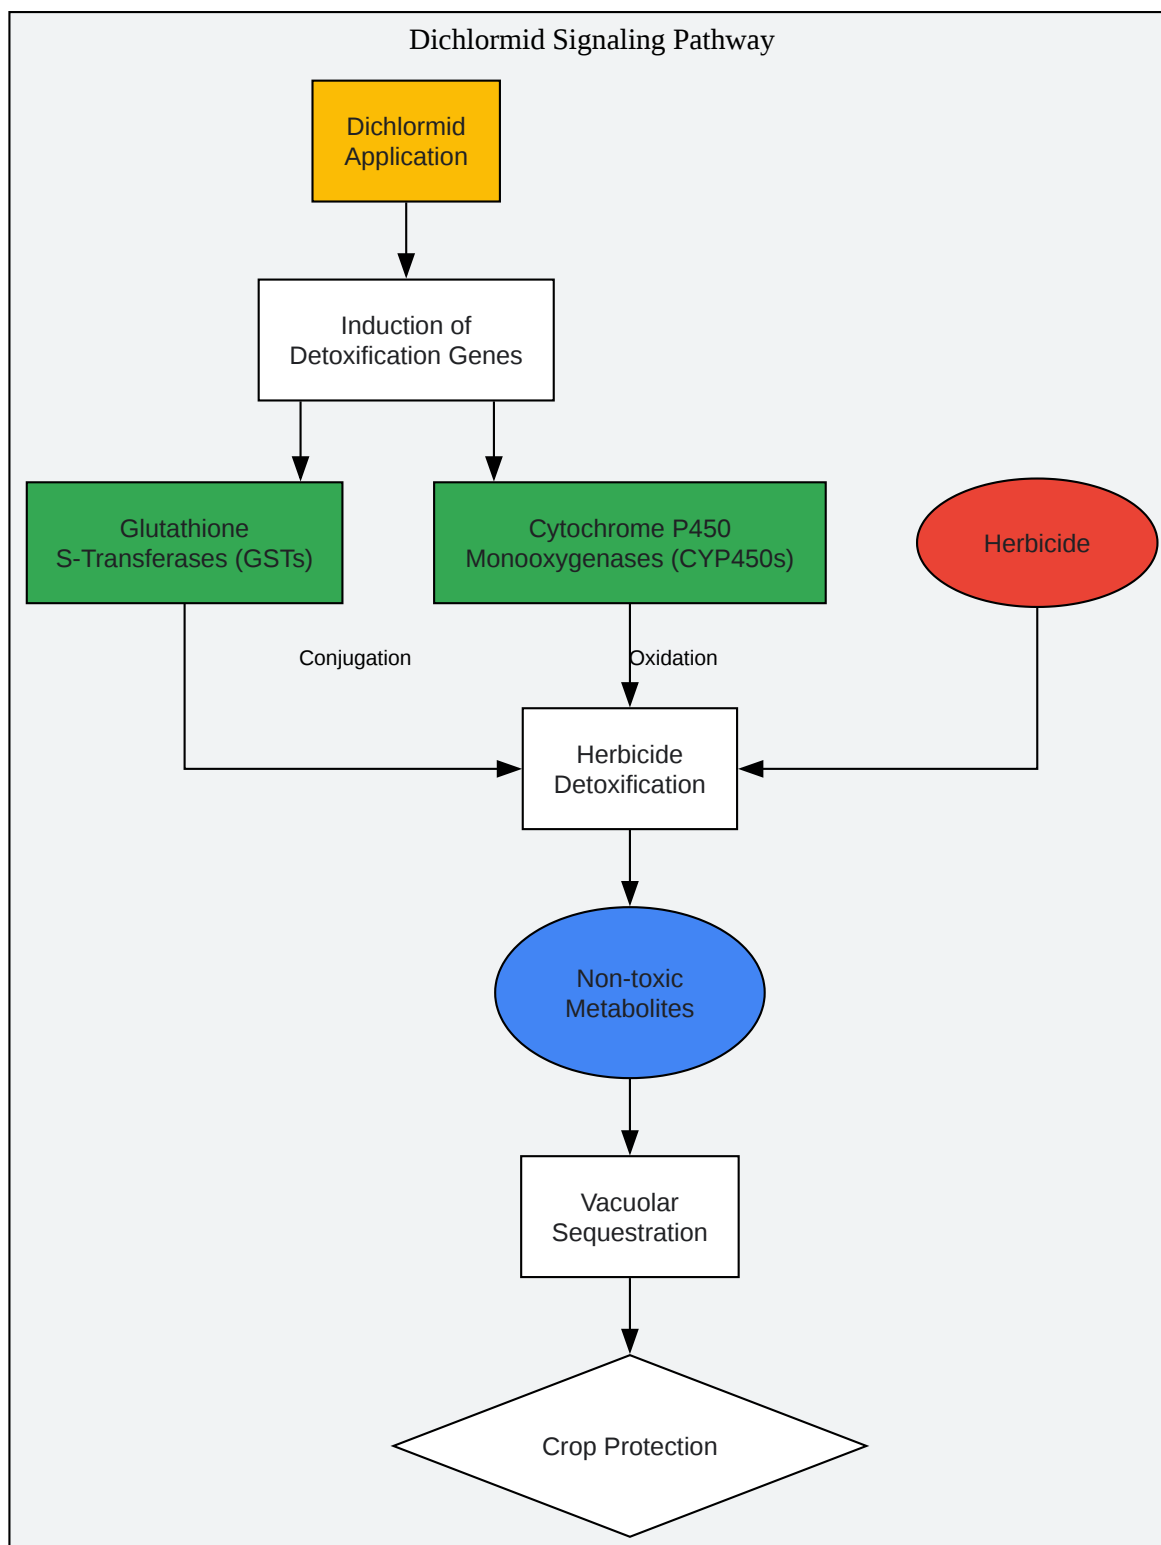 Dichlormid Signaling Pathway
Dichlormid
Application
Induction of
Detoxification Genes
Glutathione
S-Transferases (GSTs)
Cytochrome P450
Monooxygenases (CYP450s)
Herbicide
Conjugation
Oxidation
Herbicide
Detoxification
Non-toxic
Metabolites
Vacuolar
Sequestration
Crop Protection